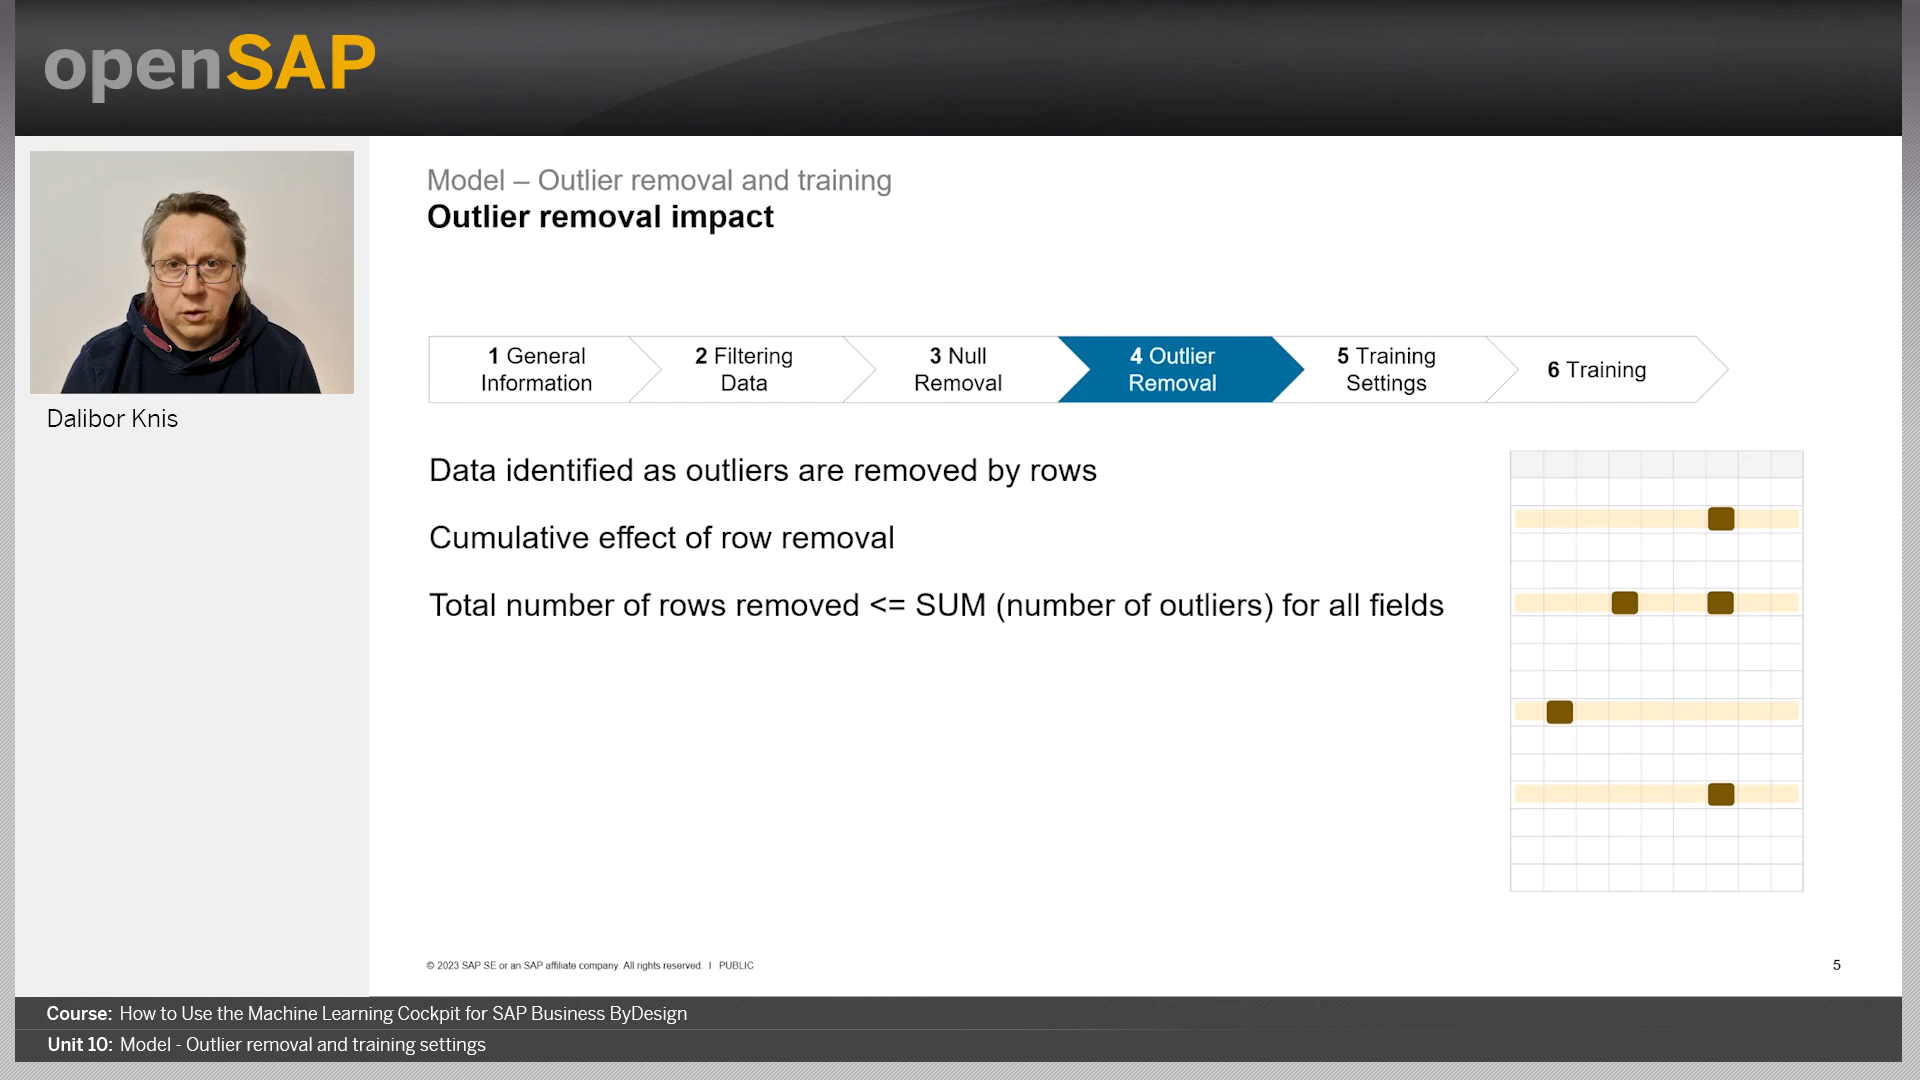 openSAP
Dalibor Knis
Model – Outlier removal and training
Outlier removal impact
1 General
Information
2 Filtering
Data
3 Null
Removal
4 Outlier
Removal
5 Training
Settings
6 Training
Data identified as outliers are removed by rows
Cumulative effect of row removal
Total number of rows removed <= SUM (number of outliers) for all fields
© 2023 SAP SE or an SAP affiliate company. All rights reserved. I PUBLIC
5
Course: How to Use the Machine Learning Cockpit for SAP Business ByDesign
Unit 10: Model - Outlier removal and training settings